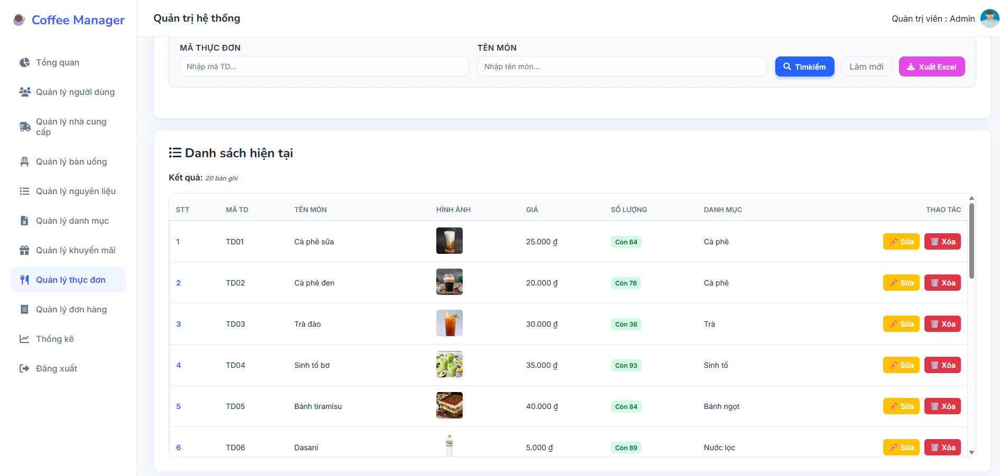 Coffee Manager
Quản trị hệ thống
Quản trị viên : Admin
Tổng quan
Quản lý người dùng
Quản lý nhà cung
cấp
Quản lý bàn uống
Quản lý nguyên liệu
Quản lý danh mục
Quản lý khuyến mãi
Quản lý thực đơn
Quản lý đơn hàng
Thống kê
Đăng xuất
MÃ THỰC ĐƠN TÊN MÓN
Nhập mã TD... Nhập tên món... Tìmkiếm Làm mới Xuất Excel
Danh sách hiện tại
Kết quả: 20 bản ghi
STT MÃ TD TÊN MÓN HÌNH ẢNH GIÁ SỐ LƯỢNG DANH MỤC THAO TÁC
1 TD01 Cà phê sữa 25.000 ₫ Còn 64 Cà phê Sửa Xóa
2 TD02 Cà phê đen 20.000 ₫ Còn 78 Cà phê Sửa Xóa
3 TD03 Trà đào 30.000 ₫ Còn 36 Trà Sửa Xóa
4 TD04 Sinh tố bơ 35.000 ₫ Còn 93 Sinh tố Sửa Xóa
5 TD05 Bánh tiramisu 40.000 ₫ Còn 84 Bánh ngọt Sửa Xóa
6 TD06 Dasani 5.000 ₫ Còn 89 Nước lọc Sửa Xóa